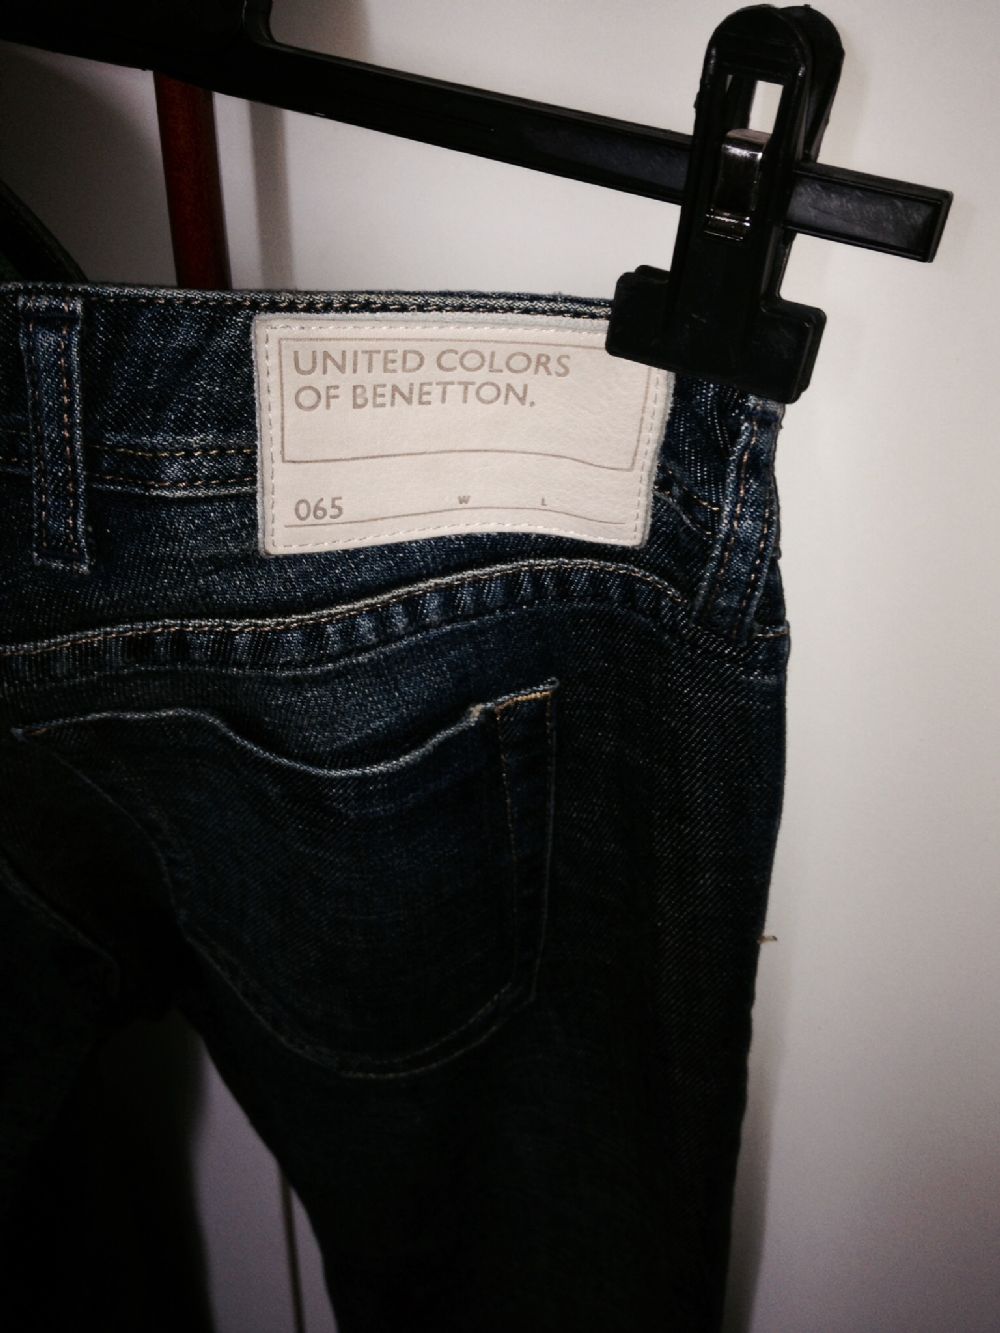 UNITED COLORS
OF BENETTON.
065 W L